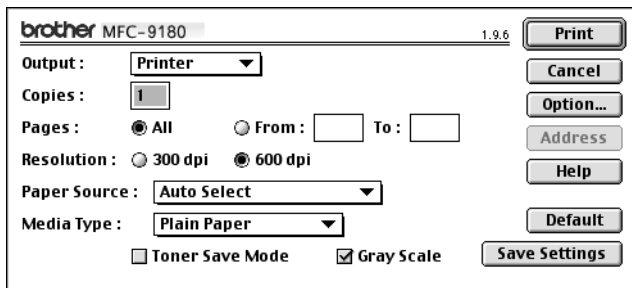 brother MFC-9180 1.9.6 Print
Output : Printer
Cancel
Copies : 1
Option...
Pages : All From : To :
Address
Resolution : 300 dpi 600 dpi
Help
Paper Source : Auto Select
Media Type : Plain Paper
Default
Toner Save Mode Gray Scale
Save Settings